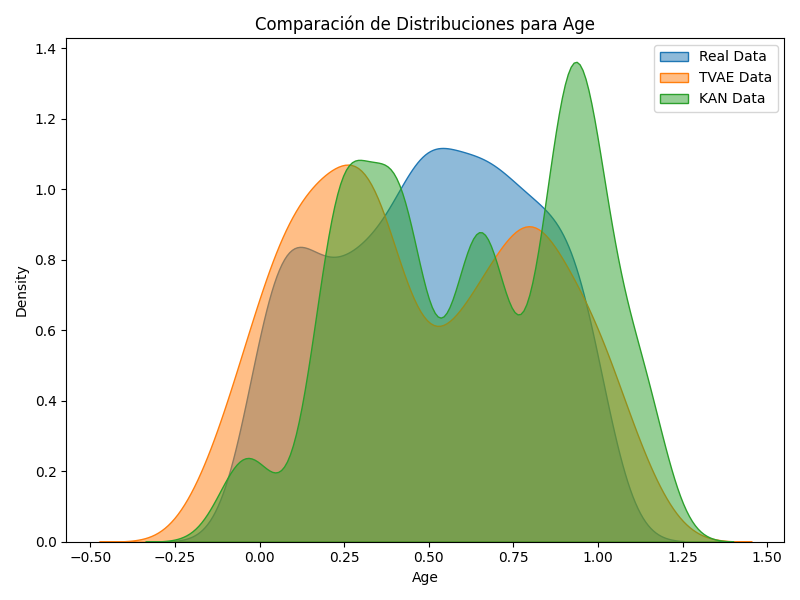 Comparación de Distribuciones para Age
Real Data
TVAE Data
KAN Data
Density
1.4
1.2
1.0
0.8
0.6
0.4
0.2
0.0
−0.50 −0.25 0.00 0.25 0.50 0.75 1.00 1.25 1.50
Age